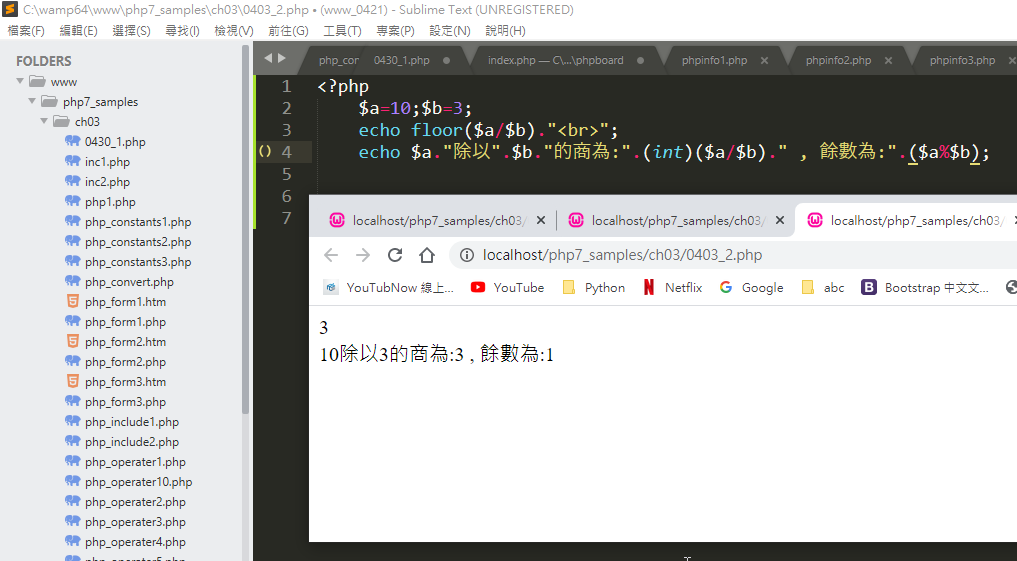 C:\wamp64\www\php7_samples\ch03\0403_2.php • (www_0421) - Sublime Text (UNREGISTERED)
檔案(F) 編輯(E) 選擇(S) 尋找(I) 檢視(V) 前往(G) 工具(T) 專案(P) 設定(N) 說明(H)
FOLDERS
www
php7_samples
ch03
0430_1.php
inc1.php
inc2.php
php1.php
php_constants1.php
php_constants2.php
php_constants3.php
php_convert.php
php_form1.htm
php_form1.php
php_form2.htm
php_form2.php
php_form3.htm
php_form3.php
php_include1.php
php_include2.php
php_operater1.php
php_operater10.php
php_operater2.php
php_operater3.php
php_operater4.php
php_operater5.php
php_cor 0430_1.php index.php — C\...\phpboard phpinfo1.php phpinfo2.php phpinfo3.php
1 <?php
2 $a=10;$b=3;
3 echo floor($a/$b)."<br>";
4 echo $a."除以".$b."的商為:".(int)($a/$b)." , 餘數為:".($a%$b);
5
6
7
localhost/php7_samples/ch03/ localhost/php7_samples/ch03/ localhost/php7_samples/ch03/
localhost/php7_samples/ch03/0403_2.php
YouTubNow 線上... YouTube Python Netflix Google abc Bootstrap 中文文...
3
10除以3的商為:3 , 餘數為:1